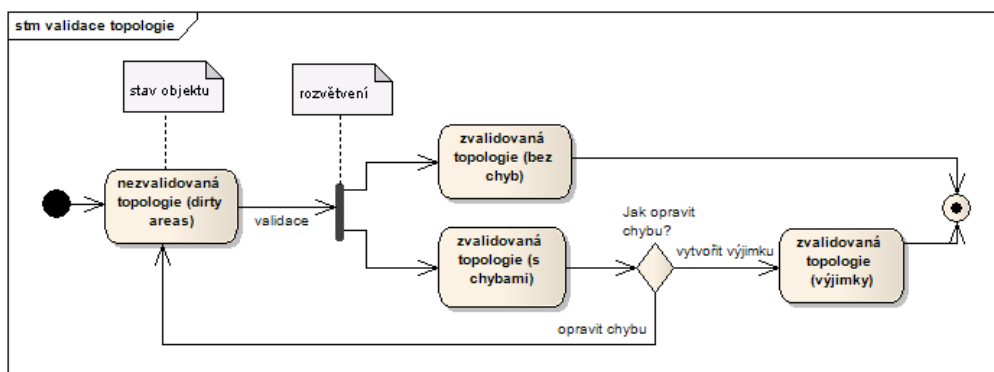 stm validace topologie
stav objektu
rozvětvení
nezvalidovaná
topologie (dirty
areas)
validace
zvalidovaná
topologie (bez
chyb)
zvalidovaná
topologie (s
chybami)
Jak opravit
chybu?
vytvořit výjimku
zvalidovaná
topologie
(výjimky)
opravit chybu